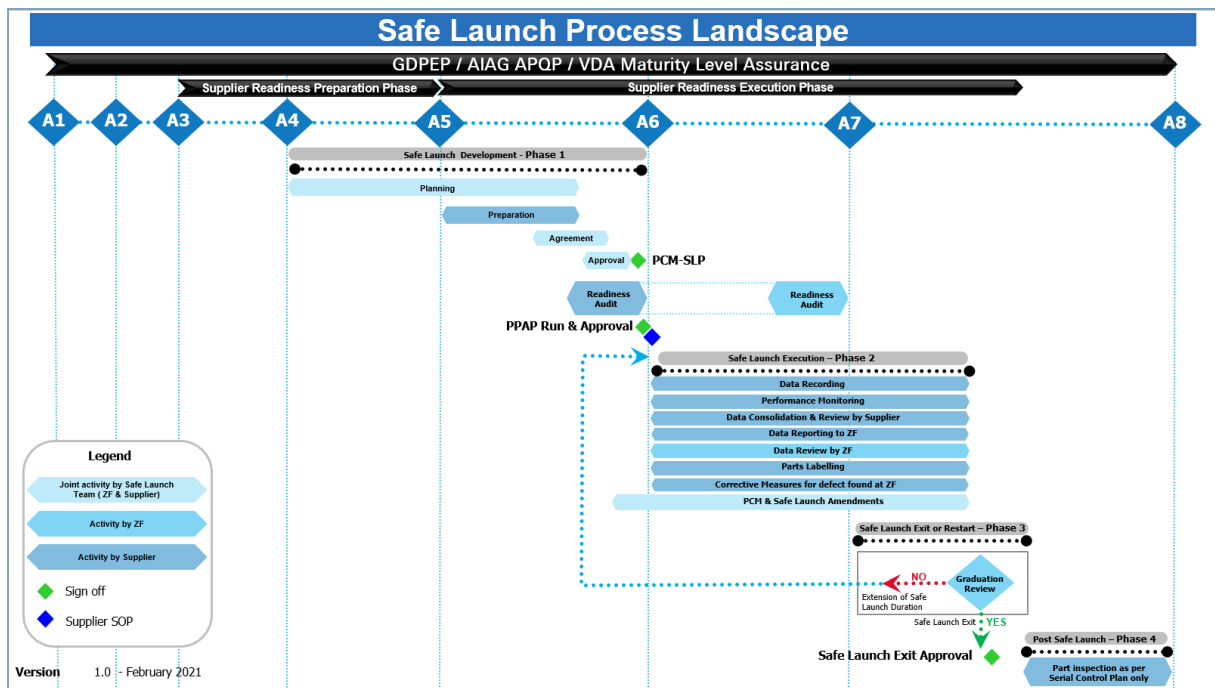 Safe Launch Process Landscape
GDPEP / AIAG APQP / VDA Maturity Level Assurance
Supplier Readiness Preparation Phase
Supplier Readiness Execution Phase
A1
A2
A3
A4
A5
A6
A7
A8
Safe Launch Development - Phase 1
Planning
Preparation
Agreement
Approval
PCM-SLP
Readiness
Audit
Readiness
Audit
PPAP Run & Approval
Safe Launch Execution – Phase 2
Data Recording
Performance Monitoring
Data Consolidation & Review by Supplier
Data Reporting to ZF
Data Review by ZF
Parts Labelling
Corrective Measures for defect found at ZF
PCM & Safe Launch Amendments
Legend
Joint activity by Safe Launch
Team ( ZF & Supplier)
Activity by ZF
Activity by Supplier
Sign off
Supplier SOP
Safe Launch Exit or Restart – Phase 3
NO
Extension of Safe
Launch Duration
Graduation
Review
Safe Launch Exit
YES
Safe Launch Exit Approval
Post Safe Launch – Phase 4
Part inspection as per
Serial Control Plan only
Version 1.0 - February 2021